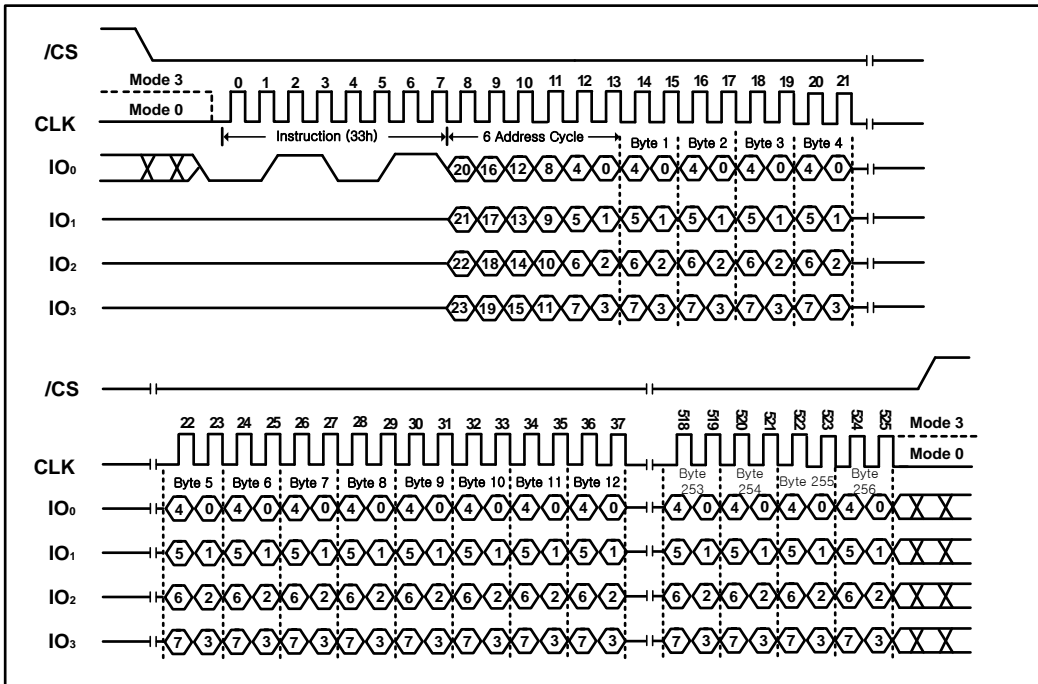 /CS
Mode 3
Mode 0
CLK
0 1 2 3 4 5 6 7 8 9 10 11 12 13 14 15 16 17 18 19 20 21
Instruction (33h) 6 Address Cycle
Byte 1 Byte 2 Byte 3 Byte 4
IO₀ 20 16 12 8 4 0 4 0 4 0 4 0 4 0
IO₁ 21 17 13 9 5 1 5 1 5 1 5 1 5 1
IO₂ 22 18 14 10 6 2 6 2 6 2 6 2 6 2
IO₃ 23 19 15 11 7 3 7 3 7 3 7 3 7 3
/CS
22 23 24 25 26 27 28 29 30 31 32 33 34 35 36 37 518 519 520 521 522 523 524 525
Mode 3
Mode 0
CLK
Byte 5 Byte 6 Byte 7 Byte 8 Byte 9 Byte 10 Byte 11 Byte 12 Byte 253 Byte 254 Byte 255 Byte 256
IO₀ 4 0 4 0 4 0 4 0 4 0 4 0 4 0 4 0 4 0 4 0 4 0 4 0
IO₁ 5 1 5 1 5 1 5 1 5 1 5 1 5 1 5 1 5 1 5 1 5 1 5 1
IO₂ 6 2 6 2 6 2 6 2 6 2 6 2 6 2 6 2 6 2 6 2 6 2 6 2
IO₃ 7 3 7 3 7 3 7 3 7 3 7 3 7 3 7 3 7 3 7 3 7 3 7 3